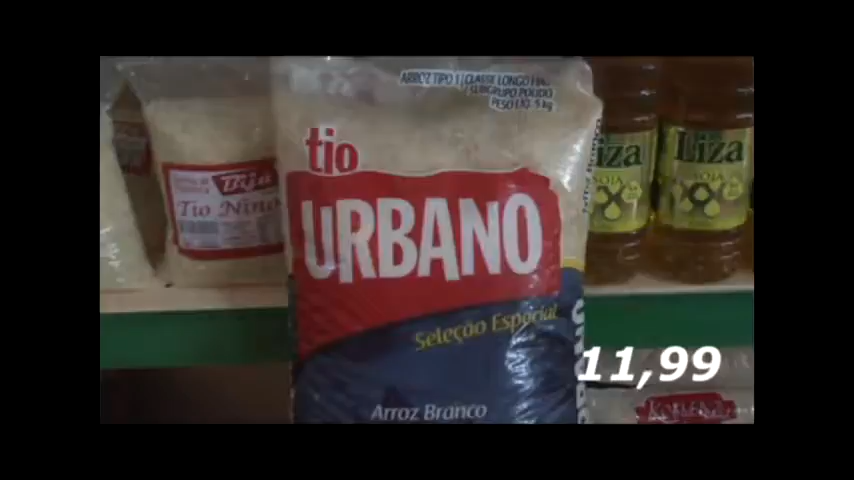 ARROZ TIPO 1 CLASSE LONGO FINO
SUBGRUPO POLIDO
PESO LÍQ. 5 kg
tio
URBANO
Seleção Especial
Arroz Branco
Tio Nino
Liza
SOJA
Liza
SOJA
11,99